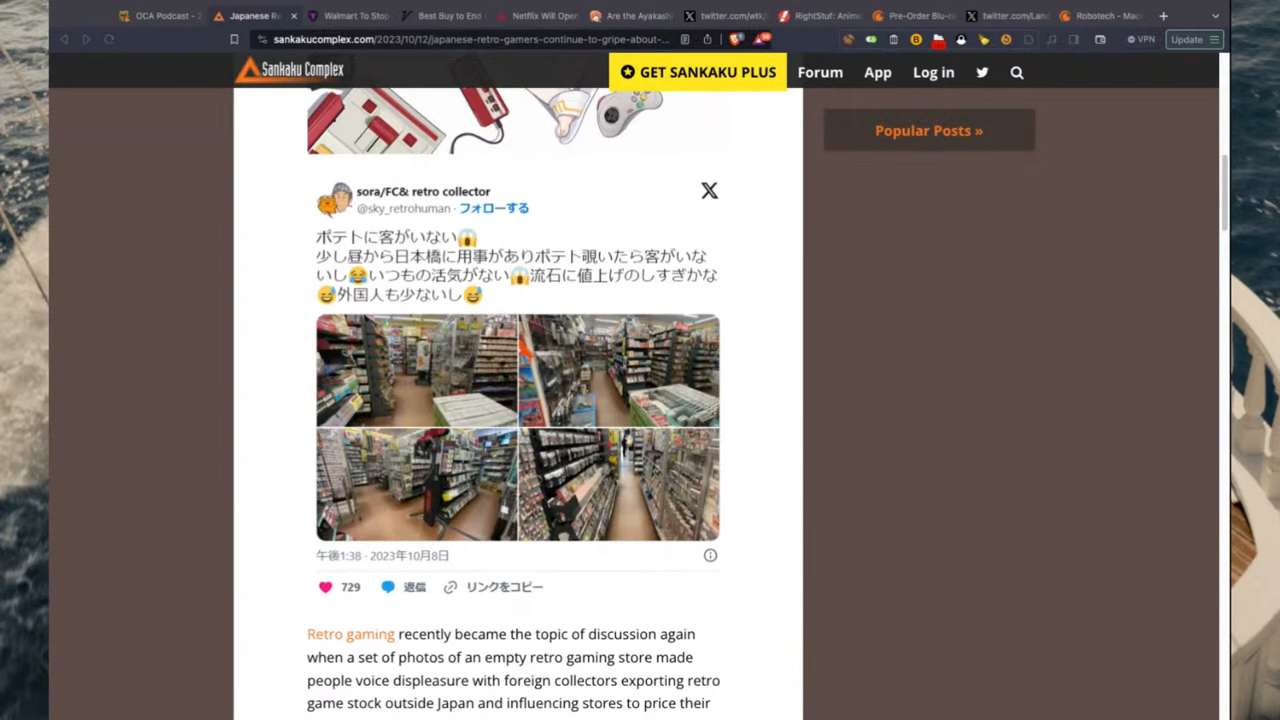 OCA Podcast - 2
Japanese Re
Walmart To Stop
Best Buy to End
Netflix Will Open
Are the Ayakashi
twitter.com/wtk/
RightStuf: Anime
Pre-Order Blu-ra
twitter.com/Lanc
Robotech - Mac
sankakucomplex.com/2023/10/12/japanese-retro-gamers-continue-to-gripe-about-...
VPN
Update
Sankaku Complex
GET SANKAKU PLUS
Forum
App
Log in
Popular Posts »
sora/FC& retro collector
@sky_retrohuman · フォローする
ポテトに客がいない😱
少し昼から日本橋に用事がありポテト覗いたら客がいな
いし😂いつもの活気がない😱流石に値上げのしすぎかな
😅外国人も少ないし😅
午後1:38 · 2023年10月8日
729
返信
リンクをコピー
Retro gaming recently became the topic of discussion again
when a set of photos of an empty retro gaming store made
people voice displeasure with foreign collectors exporting retro
game stock outside Japan and influencing stores to price their